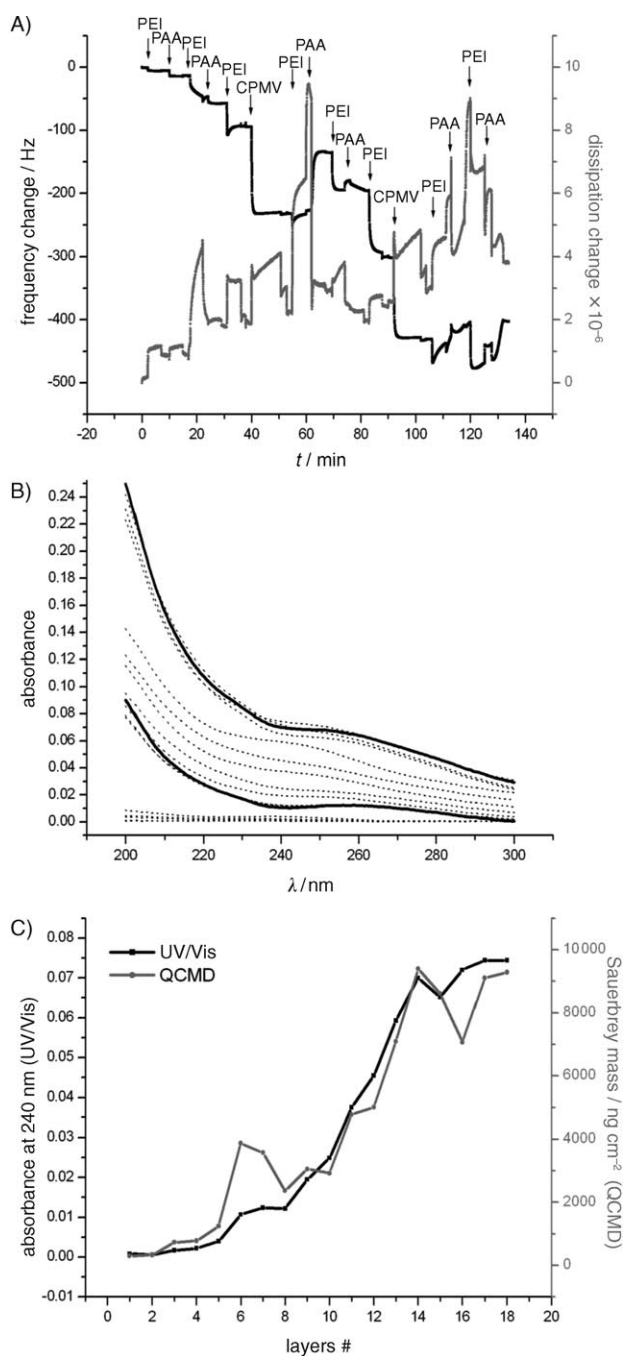 A)
PEI
PAA
PEI
PAA
PEI
CPMV
PEI
PAA
PEI
PAA
PEI
CPMV
PEI
PAA
PEI
PAA
0
-100
-200
-300
-400
-500
frequency change / Hz
10
8
6
4
2
0
dissipation change ×10⁻⁶
-20 0 20 40 60 80 100 120 140
t / min
B)
0.24
0.22
0.20
0.18
0.16
0.14
0.12
0.10
0.08
0.06
0.04
0.02
0.00
absorbance
200 220 240 260 280 300
λ / nm
C)
UV/Vis
QCMD
0.08
0.07
0.06
0.05
0.04
0.03
0.02
0.01
0.00
-0.01
absorbance at 240 nm (UV/Vis)
10000
8000
6000
4000
2000
0
Sauerbrey mass / ng cm⁻² (QCMD)
0 2 4 6 8 10 12 14 16 18 20
layers #